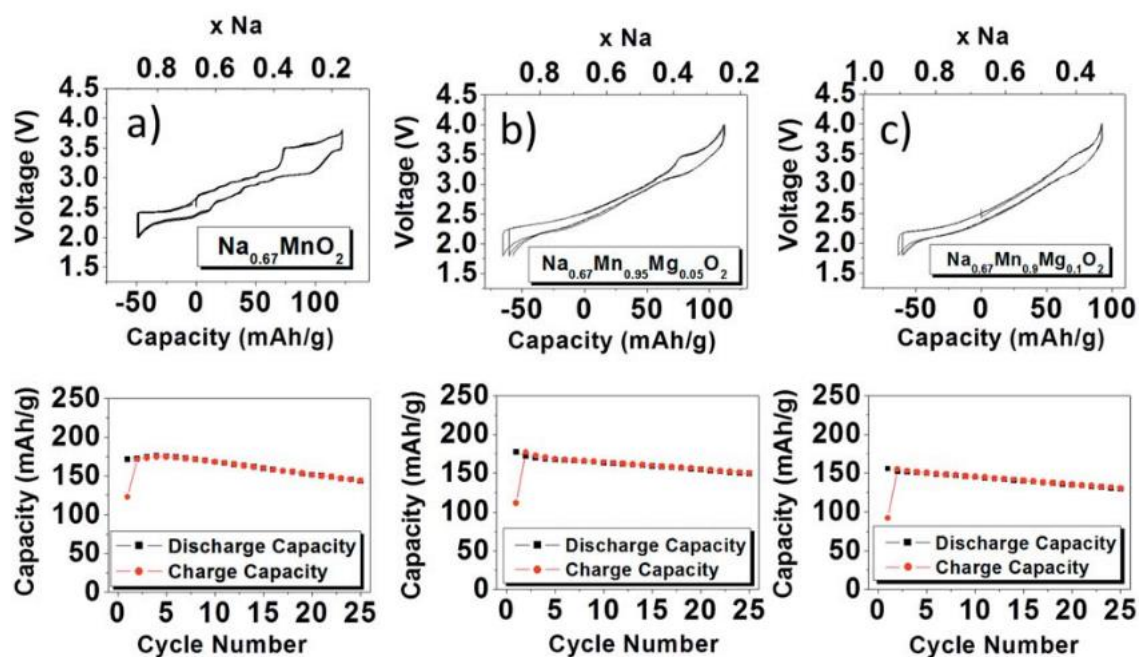 x Na
0.8 0.6 0.4 0.2
4.5
4.0
3.5
3.0
2.5
2.0
1.5
Voltage (V)
a)
Na0.67MnO2
-50 0 50 100
Capacity (mAh/g)
x Na
0.8 0.6 0.4 0.2
4.5
4.0
3.5
3.0
2.5
2.0
1.5
Voltage (V)
b)
Na0.67Mn0.95Mg0.05O2
-50 0 50 100
Capacity (mAh/g)
x Na
1.0 0.8 0.6 0.4
4.5
4.0
3.5
3.0
2.5
2.0
1.5
Voltage (V)
c)
Na0.67Mn0.9Mg0.1O2
-100 -50 0 50 100
Capacity (mAh/g)
250
200
150
100
50
0
Capacity (mAh/g)
Discharge Capacity
Charge Capacity
0 5 10 15 20 25
Cycle Number
250
200
150
100
50
0
Capacity (mAh/g)
Discharge Capacity
Charge Capacity
0 5 10 15 20 25
Cycle Number
250
200
150
100
50
0
Capacity (mAh/g)
Discharge Capacity
Charge Capacity
0 5 10 15 20 25
Cycle Number